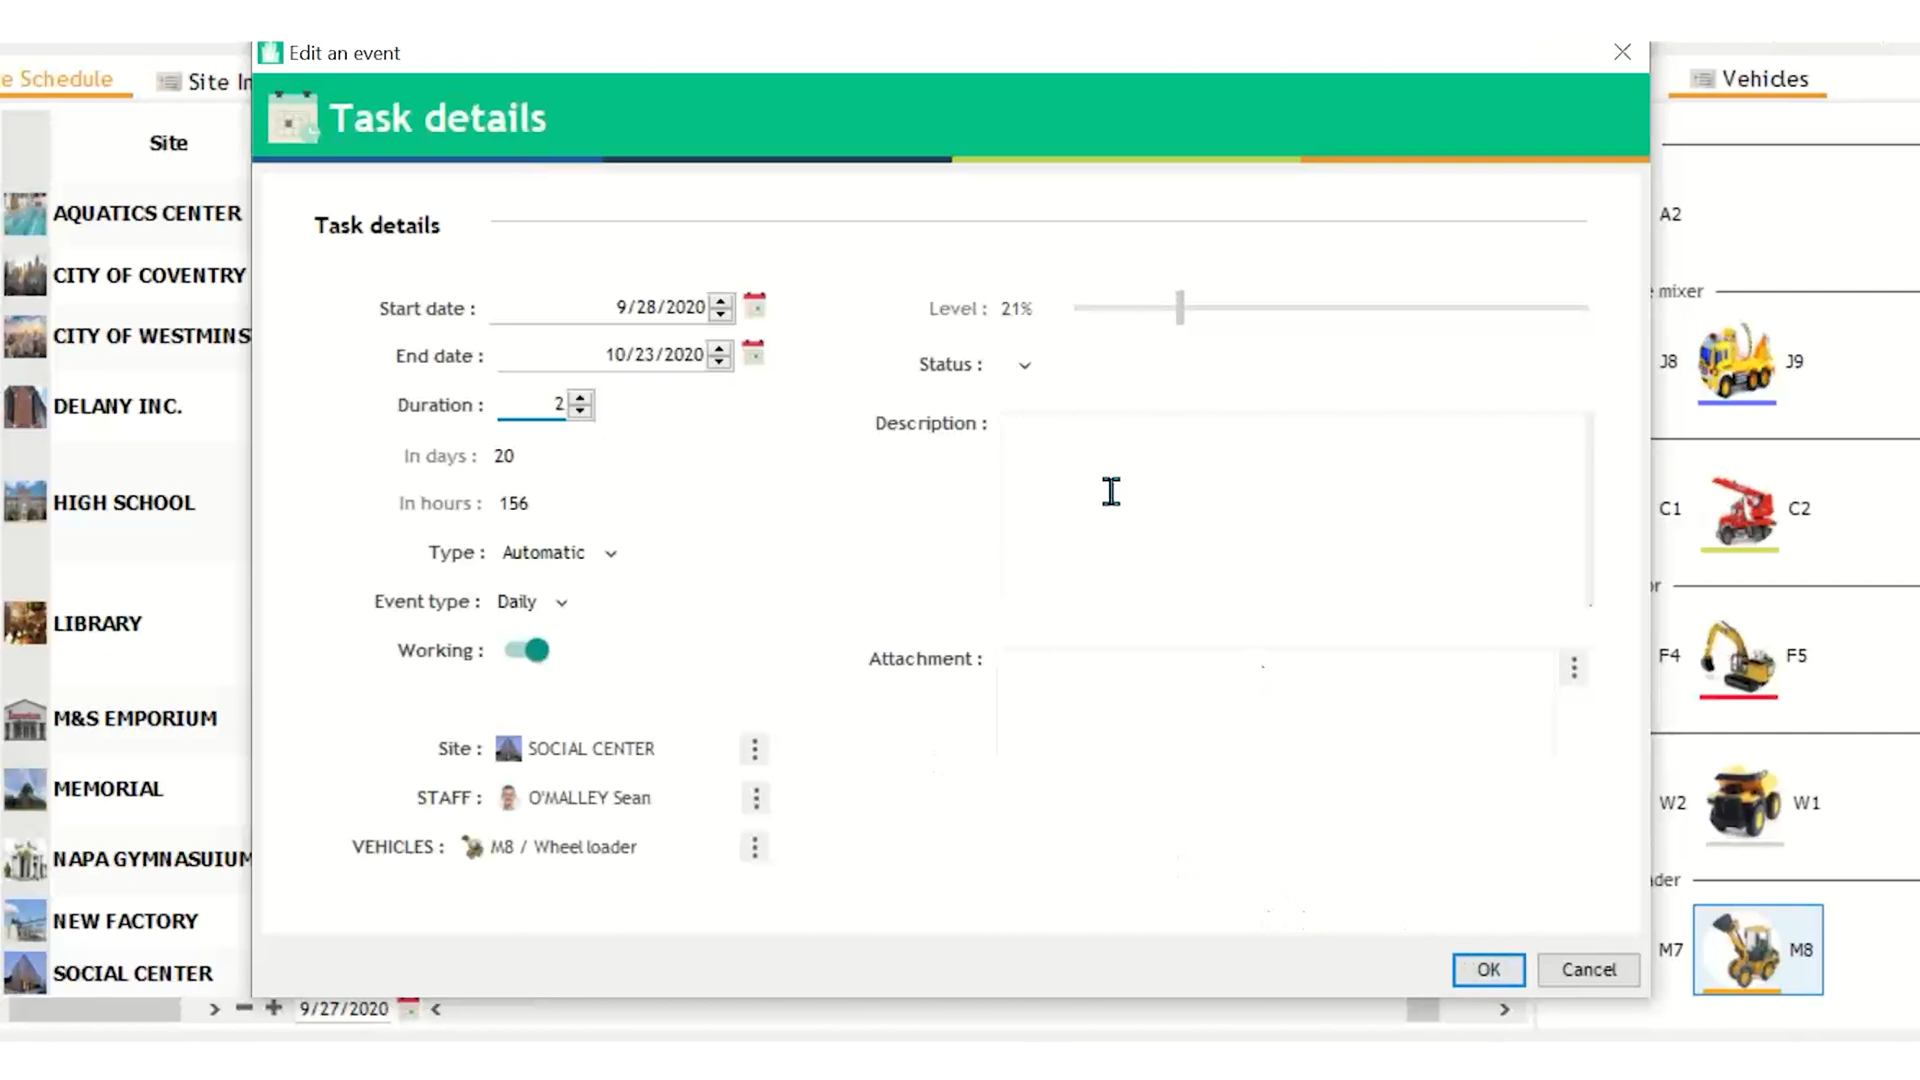 Edit an event
Task details
e Schedule
Site In
Vehicles
Site
AQUATICS CENTER
CITY OF COVENTRY
CITY OF WESTMINS
DELANY INC.
HIGH SCHOOL
LIBRARY
M&S EMPORIUM
MEMORIAL
NAPA GYMNASUIUM
NEW FACTORY
SOCIAL CENTER
9/27/2020
Task details
Start date : 9/28/2020
End date : 10/23/2020
Duration : 2
In days : 20
In hours : 156
Type : Automatic
Event type : Daily
Working :
Site : SOCIAL CENTER
STAFF : O'MALLEY Sean
VEHICLES : M8 / Wheel loader
Level : 21%
Status :
Description :
Attachment :
OK
Cancel
A2
mixer
J8 J9
C1 C2
or
F4 F5
W2 W1
der
M7 M8